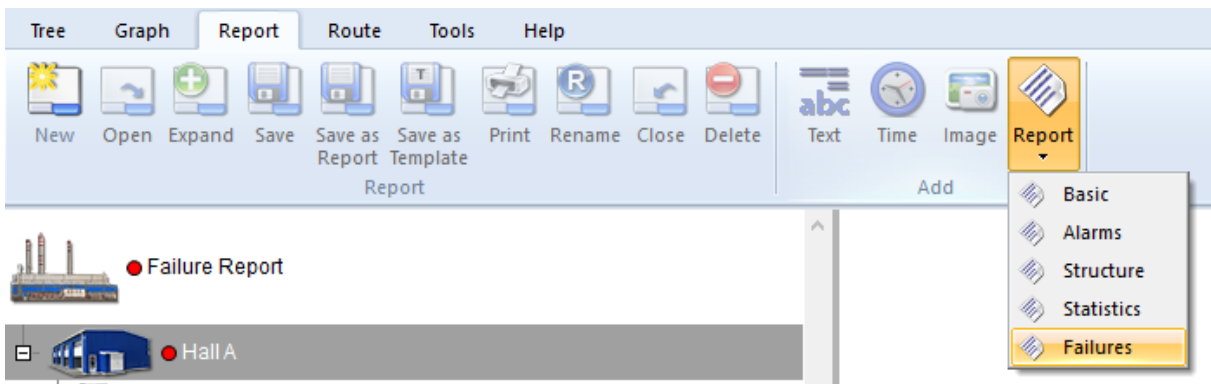 Tree Graph Report Route Tools Help
New Open Expand Save Save as Report Save as Template Print Rename Close Delete Text Time Image Report
Report Add
R
T
abc
Basic
Alarms
Structure
Statistics
Failures
Failure Report
Hall A